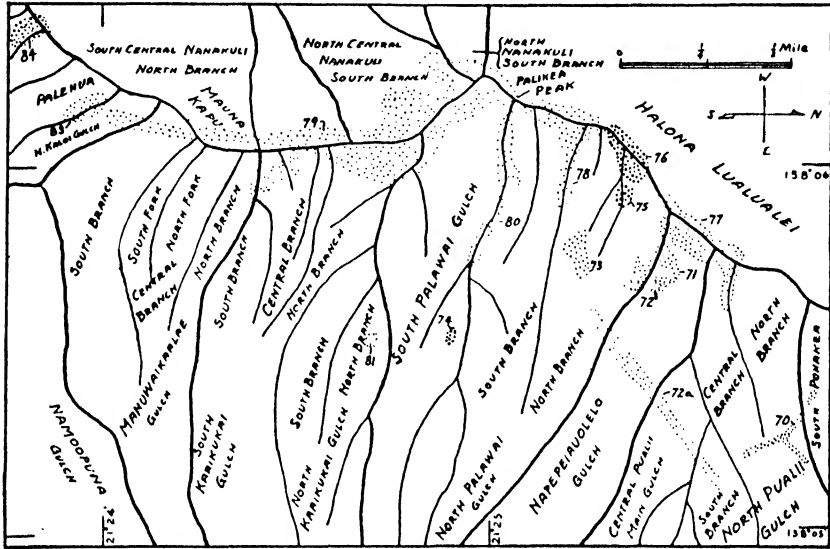 84
SOUTH CENTRAL NANAKULI
NORTH BRANCH
NORTH CENTRAL
NANAKULI
SOUTH BRANCH
NORTH
NANAKULI
SOUTH BRANCH
PALIKEA
PEAK
0
Mile
W
S
N
E
PALEHUA
MAUNA
KAPU
79
83
HALONA
LUALUALEI
76
158°06'
78
75
77
80
73
71
72
SOUTH BRANCH
SOUTH FORK
NORTH FORK
CENTRAL
BRANCH
NORTH BRANCH
MANUWAIKAALAE
GULCH
SOUTH BRANCH
CENTRAL BRANCH
NORTH BRANCH
SOUTH PALAWAI GULCH
74
81
SOUTH BRANCH
NORTH BRANCH
SOUTH BRANCH
NORTH BRANCH
72a
CENTRAL
BRANCH
NORTH
BRANCH
70
SOUTH POHAKEA
NAMOOPUNA
GULCH
SOUTH
KARIKUKAI
GULCH
NORTH
KARIKUKAI GULCH
NORTH PALAWAI
GULCH
NAPEPEIAUOLELO
GULCH
CENTRAL PUALII
MAIN GULCH
SOUTH
BRANCH
NORTH PUALII
GULCH
21°24'
21°25'
158°05'